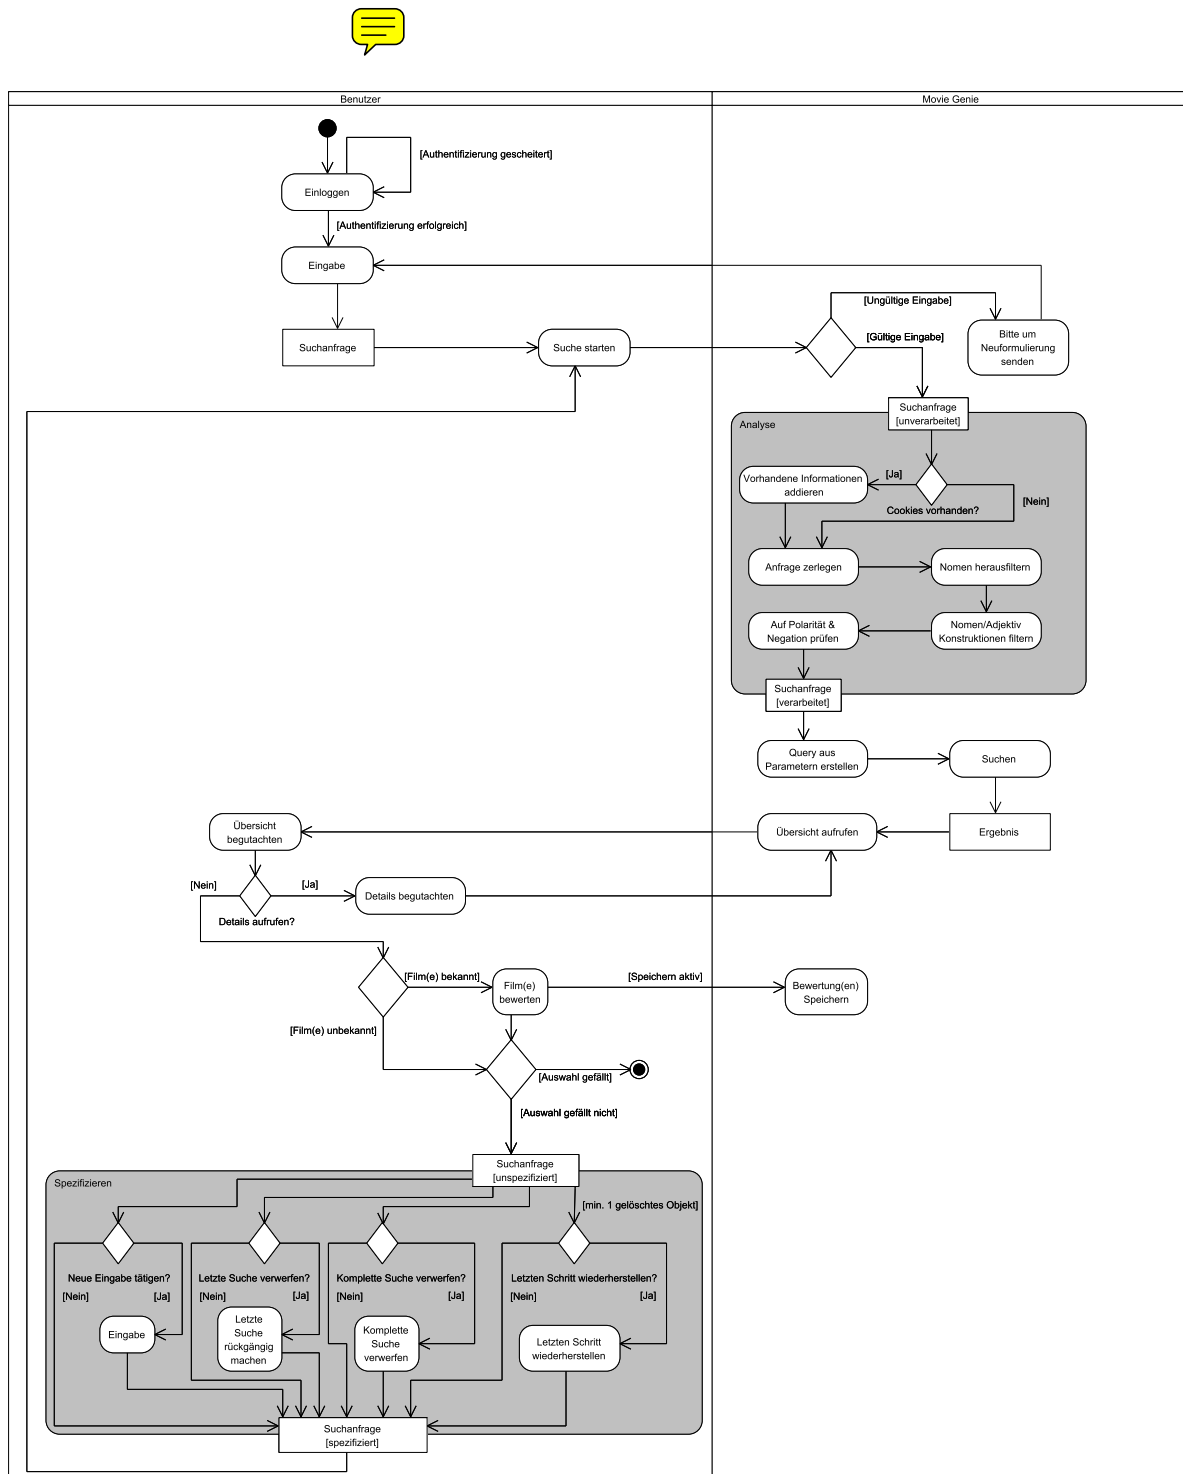 Benutzer
Movie Genie
[Authentifizierung gescheitert]
Einloggen
[Authentifizierung erfolgreich]
Eingabe
[Ungültige Eingabe]
Suchanfrage
Suche starten
[Gültige Eingabe]
Bitte um
Neuformulierung
senden
Suchanfrage
[unverarbeitet]
Analyse
Vorhandene Informationen
addieren
[Ja]
Cookies vorhanden?
[Nein]
Anfrage zerlegen
Nomen herausfiltern
Auf Polarität &
Negation prüfen
Nomen/Adjektiv
Konstruktionen filtern
Suchanfrage
[verarbeitet]
Query aus
Parametern erstellen
Suchen
Übersicht
begutachten
Übersicht aufrufen
Ergebnis
[Nein]
[Ja]
Details begutachten
Details aufrufen?
[Film(e) bekannt]
Film(e)
bewerten
[Speichern aktiv]
Bewertung(en)
Speichern
[Film(e) unbekannt]
[Auswahl gefällt]
[Auswahl gefällt nicht]
Suchanfrage
[unspezifiziert]
Spezifizieren
[min. 1 gelöschtes Objekt]
Neue Eingabe tätigen?
Letzte Suche verwerfen?
Komplette Suche verwerfen?
Letzten Schritt wiederherstellen?
[Nein]
[Ja]
[Nein]
[Ja]
[Nein]
[Ja]
[Nein]
[Ja]
Eingabe
Letzte
Suche
rückgängig
machen
Komplette
Suche
verwerfen
Letzten Schritt
wiederherstellen
Suchanfrage
[spezifiziert]